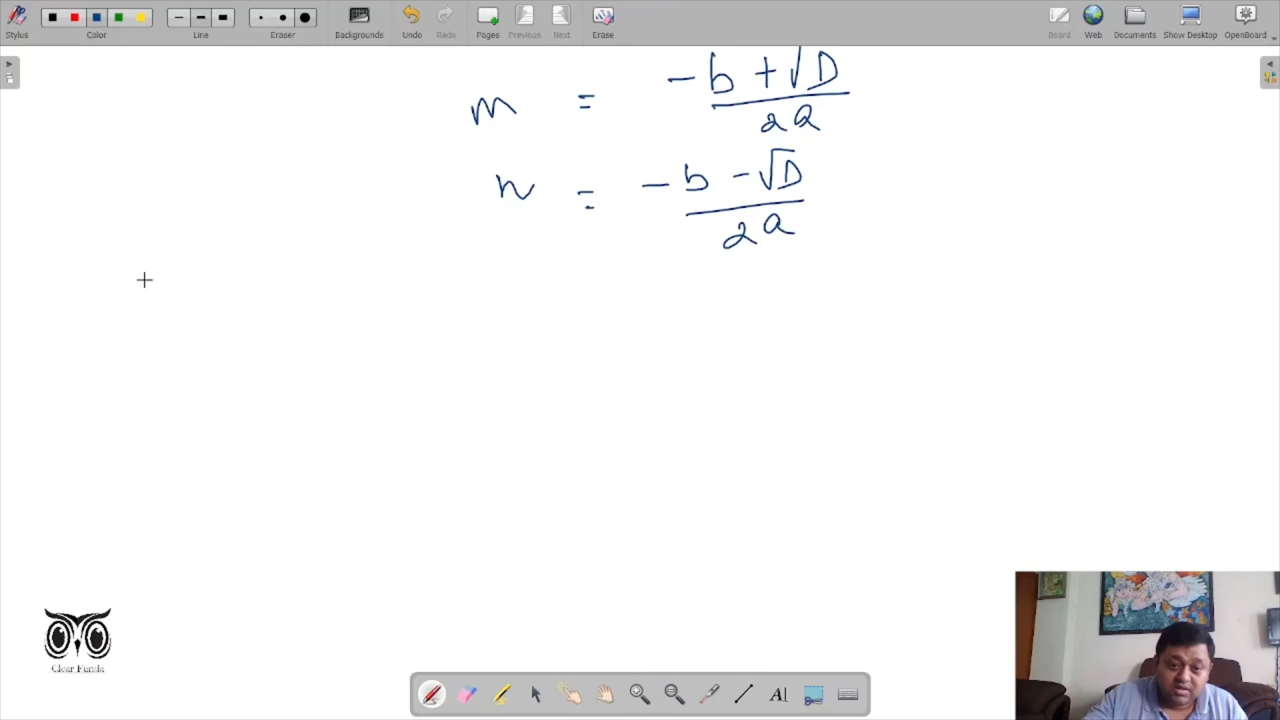 Stylus
Color
Line
Eraser
Backgrounds
Undo
Redo
Pages
Previous
Next
Erase
Board
Web
Documents
Show Desktop
OpenBoard
m = -b + √D
2a
n = -b - √D
2a
Clear Funda
AI